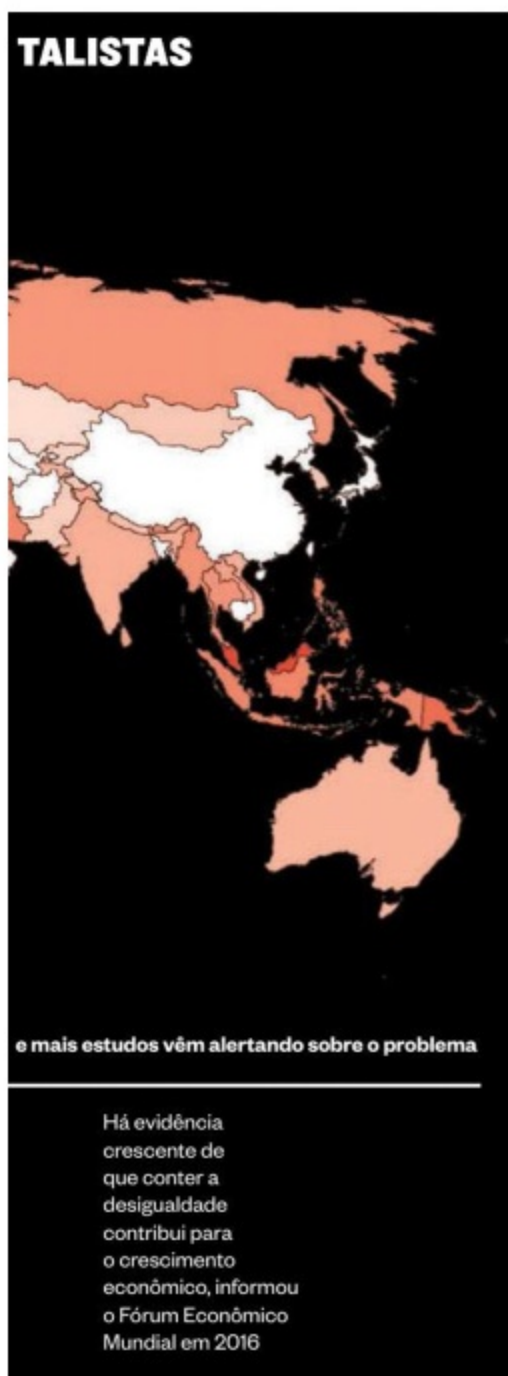 TALISTAS
e mais estudos vêm alertando sobre o problema
Há evidência
crescente de
que conter a
desigualdade
contribui para
o crescimento
econômico, informou
o Fórum Econômico
Mundial em 2016